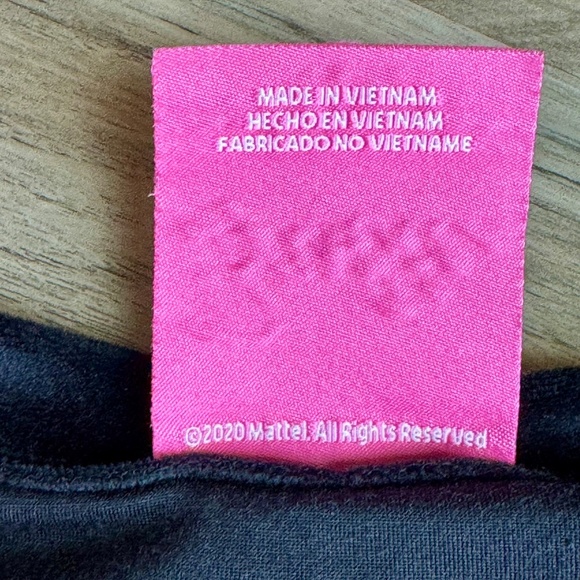 MADE IN VIETNAM
HECHO EN VIETNAM
FABRICADO NO VIETNAME
©2020 Mattel. All Rights Reserved